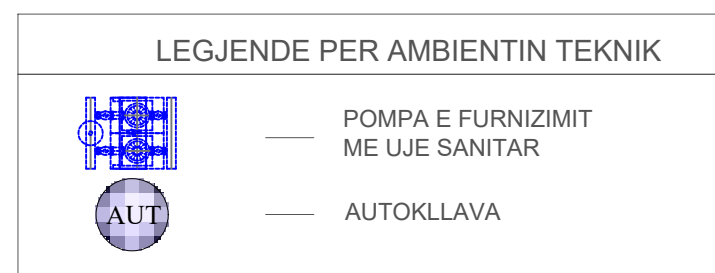 LEGJENDE PER AMBIENTIN TEKNIK
POMPA E FURNIZIMIT
ME UJE SANITAR
AUT
AUTOKLLAVA